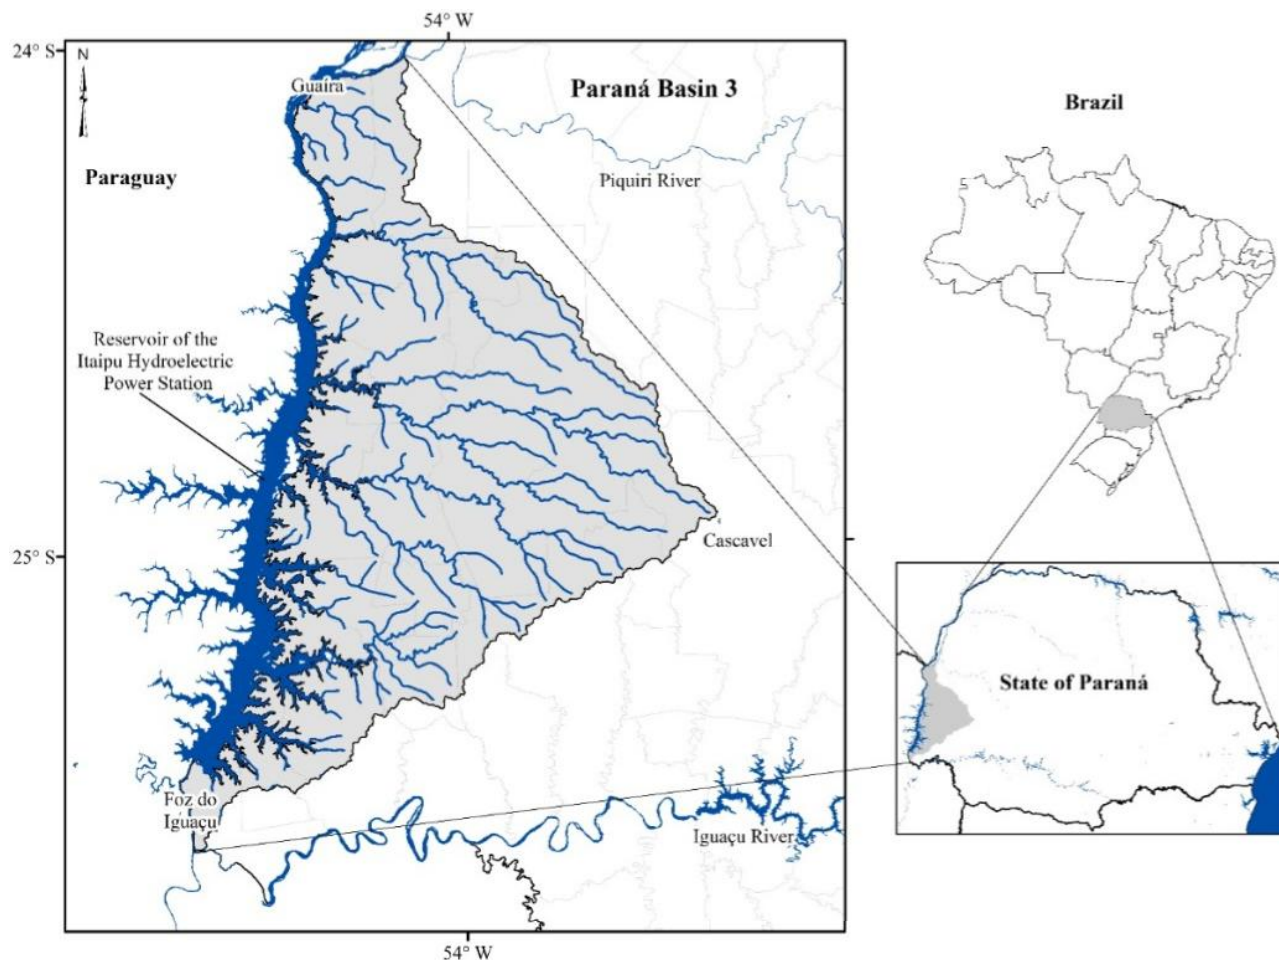 54° W
24° S
N
Guaíra
Paraná Basin 3
Brazil
Paraguay
Piquiri River
Reservoir of the
Itaipu Hydroelectric
Power Station
Cascavel
25° S
State of Paraná
Foz do
Iguaçu
Iguaçu River
54° W